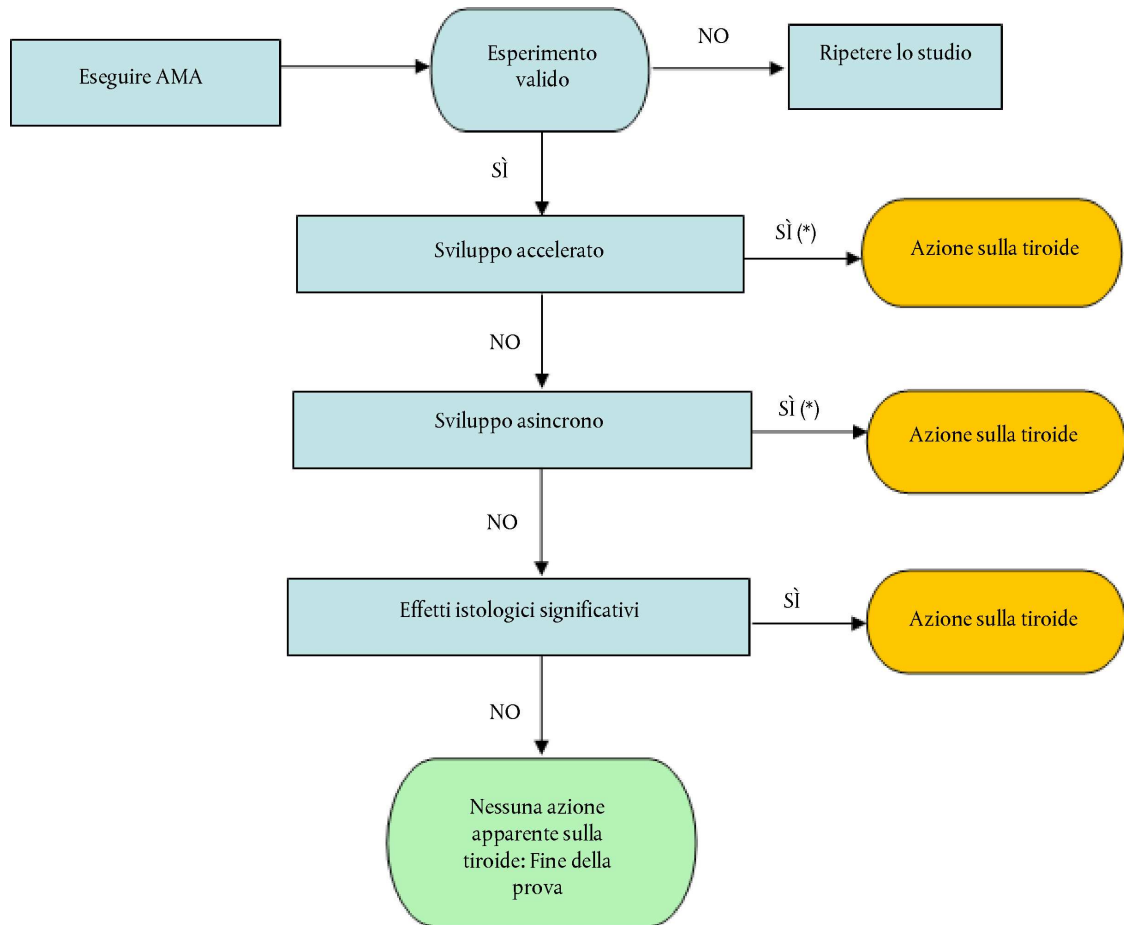 Eseguire AMA
Esperimento
valido
NO
Ripetere lo studio
SÌ
Sviluppo accelerato
SÌ (*)
Azione sulla tiroide
NO
Sviluppo asincrono
SÌ (*)
Azione sulla tiroide
NO
Effetti istologici significativi
SÌ
Azione sulla tiroide
NO
Nessuna azione
apparente sulla
tiroide: Fine della
prova